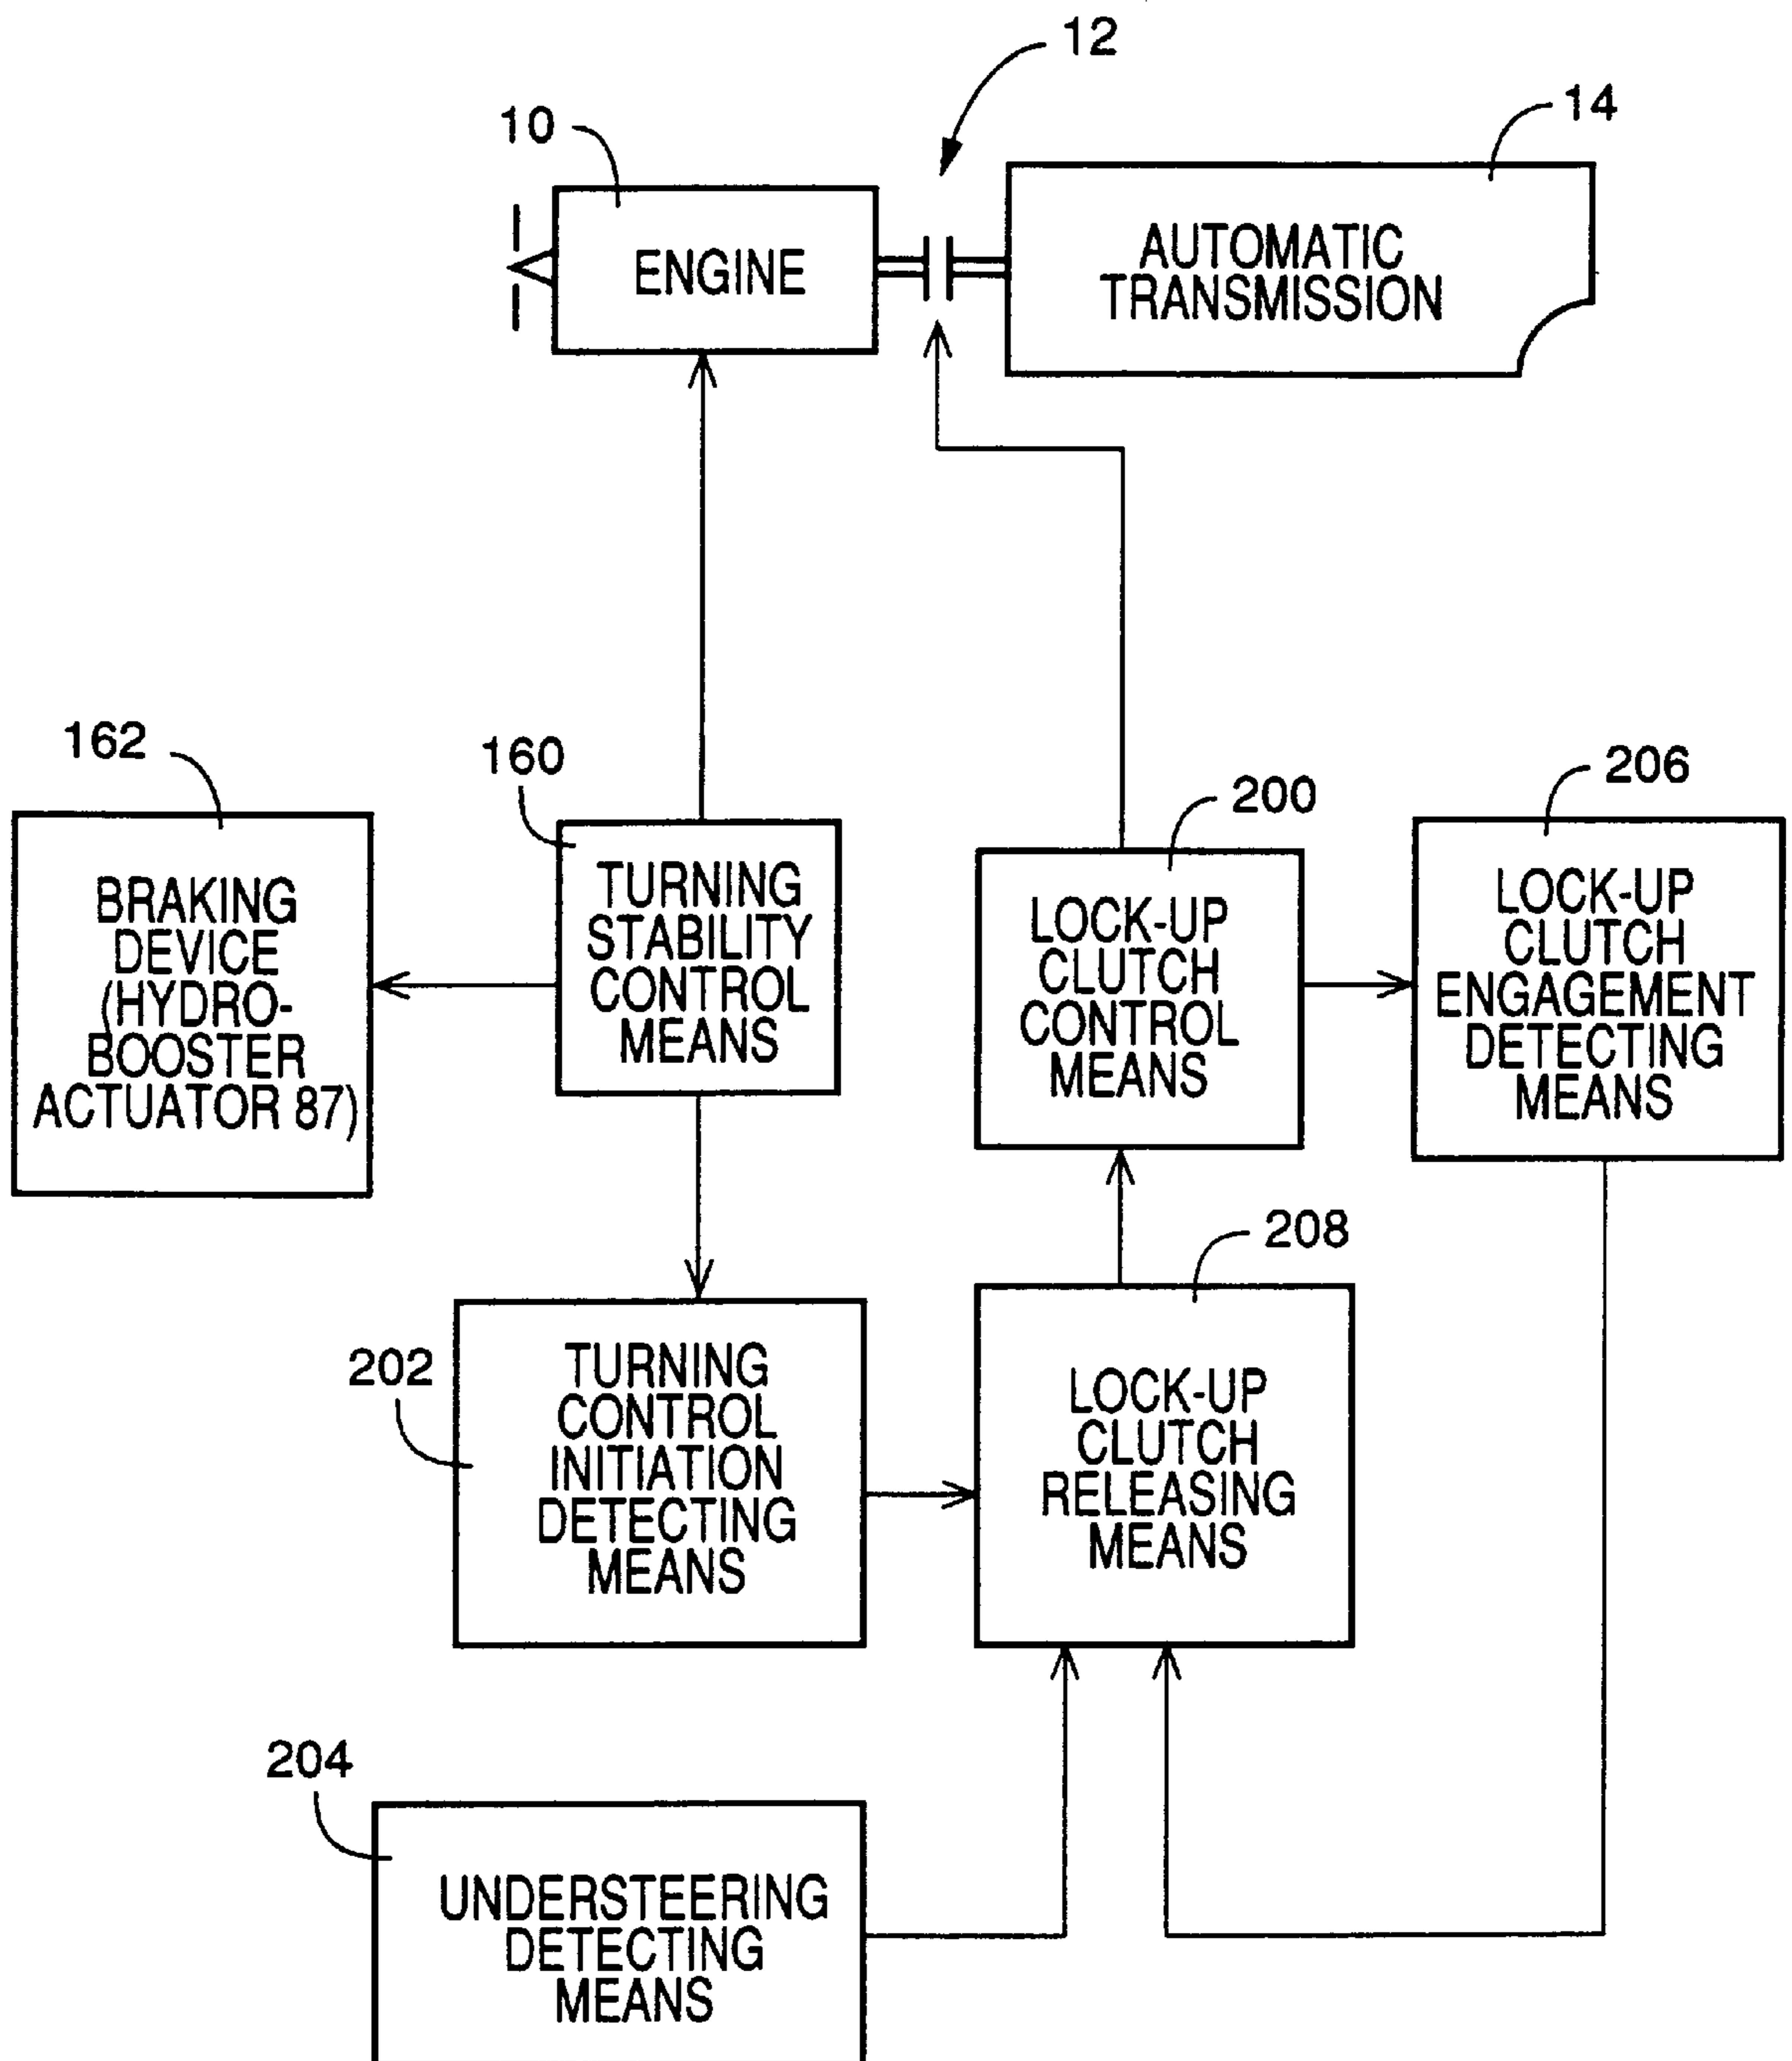 12
10
14
ENGINE
AUTOMATIC
TRANSMISSION
162
160
200
206
BRAKING
DEVICE
(HYDRO-
BOOSTER
ACTUATOR 87)
TURNING
STABILITY
CONTROL
MEANS
LOCK-UP
CLUTCH
CONTROL
MEANS
LOCK-UP
CLUTCH
ENGAGEMENT
DETECTING
MEANS
208
202
TURNING
CONTROL
INITIATION
DETECTING
MEANS
LOCK-UP
CLUTCH
RELEASING
MEANS
204
UNDERSTEERING
DETECTING
MEANS